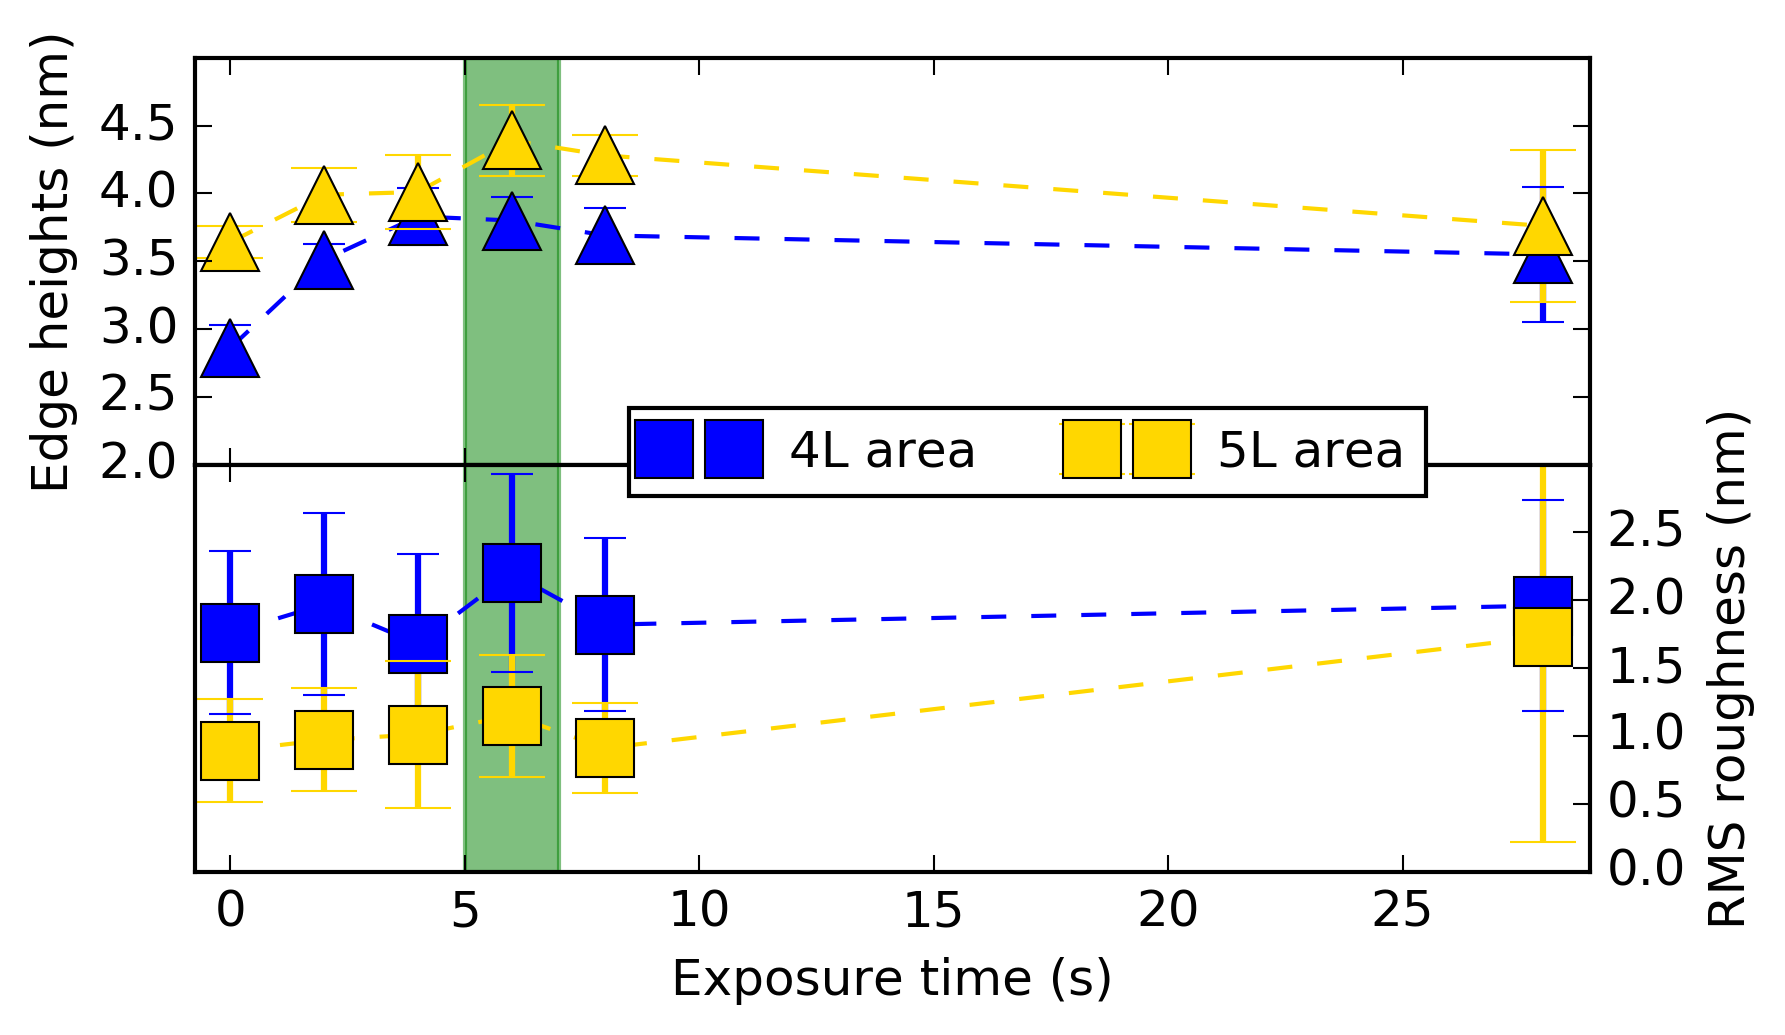 Edge heights (nm)
4.5
4.0
3.5
3.0
2.5
2.0
4L area
5L area
2.5
2.0
1.5
1.0
0.5
0.0
RMS roughness (nm)
0 5 10 15 20 25
Exposure time (s)